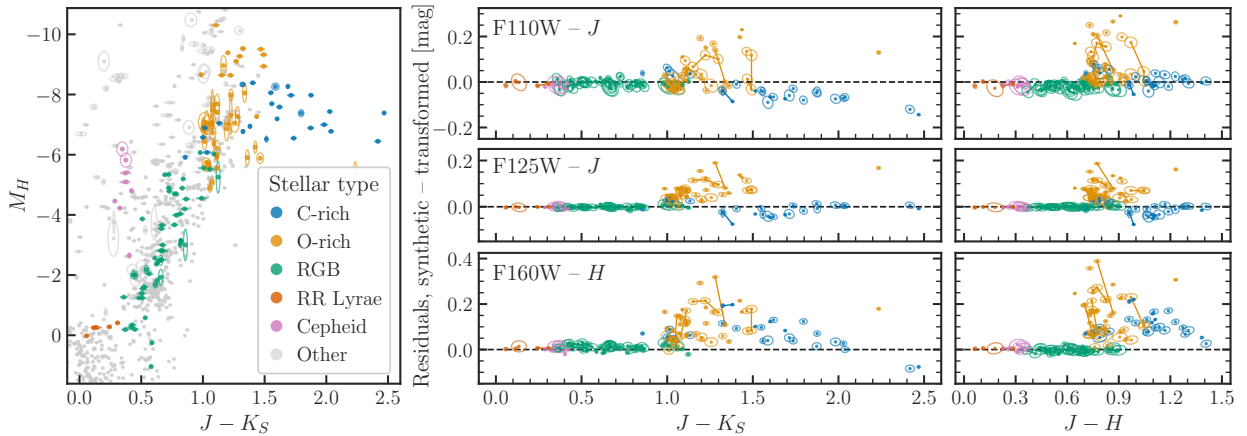 −10
−8
−6
−4
−2
0
M_H
0.0 0.5 1.0 1.5 2.0 2.5
J − K_S
Stellar type
C-rich
O-rich
RGB
RR Lyrae
Cepheid
Other
Residuals, synthetic − transformed [mag]
F110W − J
0.2
0.0
−0.2
F125W − J
0.2
0.0
F160W − H
0.4
0.2
0.0
0.0 0.5 1.0 1.5 2.0 2.5
J − K_S
0.0 0.3 0.6 0.9 1.2 1.5
J − H